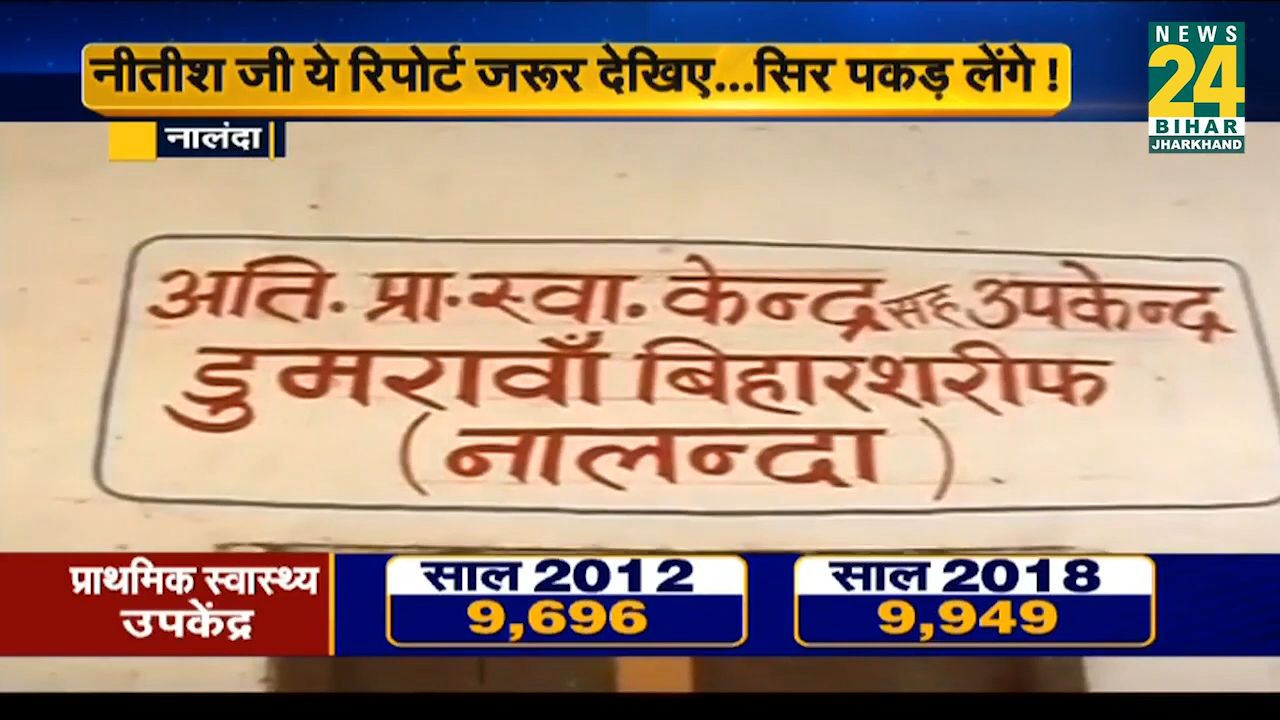 नीतीश जी ये रिपोर्ट जरूर देखिए...सिर पकड़ लेंगे !
NEWS
24
BIHAR
JHARKHAND
नालंदा
अति. प्रा. स्वा. केन्द्र सह उपकेन्द्र
डुमरावाँ बिहारशरीफ
(नालन्दा)
प्राथमिक स्वास्थ्य
उपकेंद्र
साल 2012
9,696
साल 2018
9,949